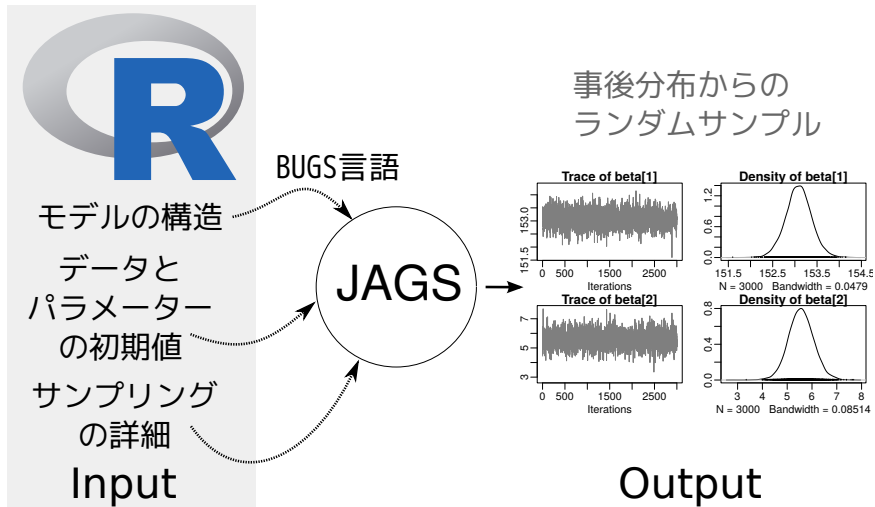 R
BUGS言語
モデルの構造
データと
パラメーター
の初期値
サンプリング
の詳細
Input
JAGS
事後分布からの
ランダムサンプル
Trace of beta[1]
151.5 153.0
0 500 1500 2500
Iterations
Density of beta[1]
0.0 0.6 1.2
151.5 152.5 153.5 154.5
N = 3000 Bandwidth = 0.0479
Trace of beta[2]
3 5 7
0 500 1500 2500
Iterations
Density of beta[2]
0.0 0.4 0.8
3 4 5 6 7 8
N = 3000 Bandwidth = 0.08514
Output